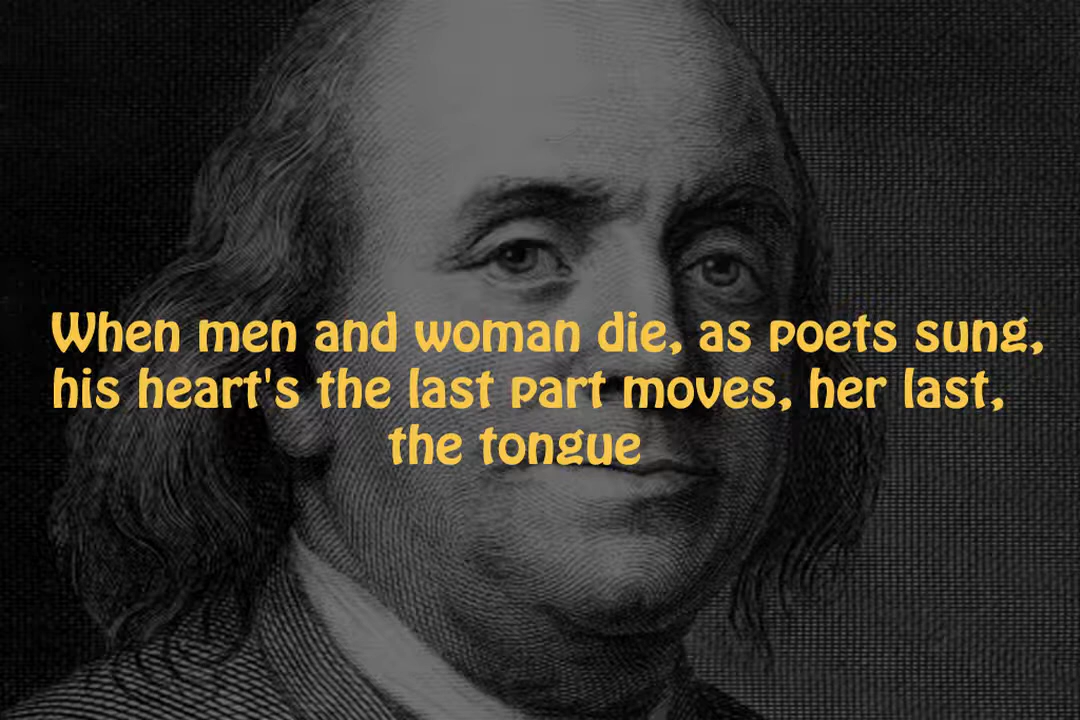 When men and woman die, as poets sung,
his heart's the last part moves, her last,
the tongue